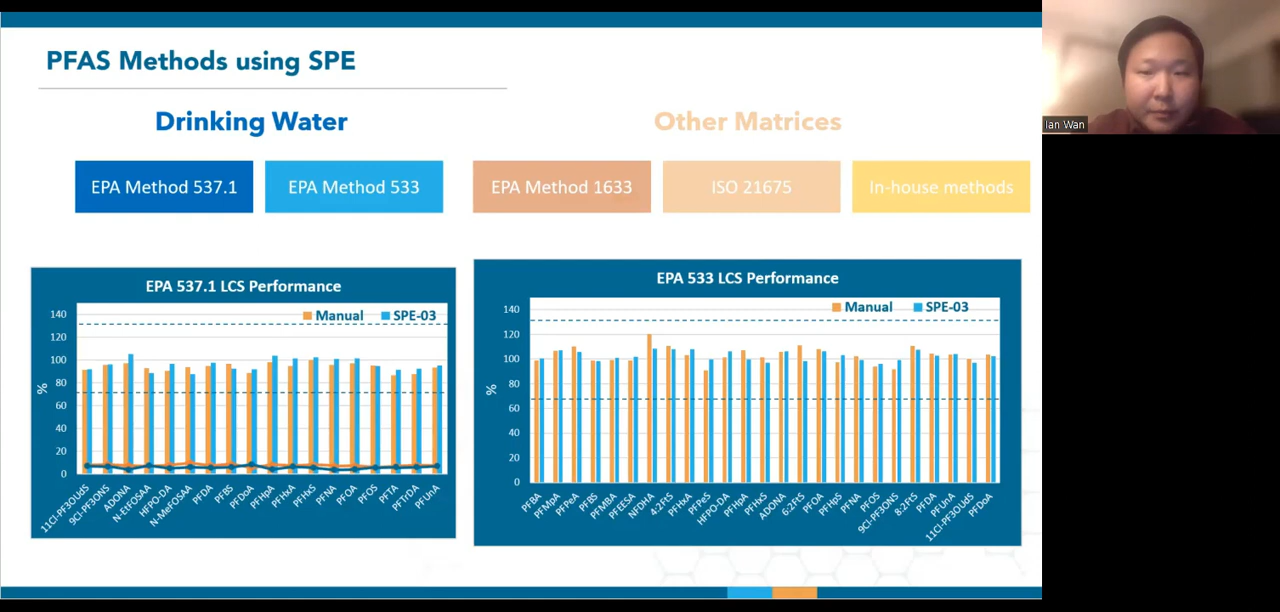 PFAS Methods using SPE
Drinking Water
Other Matrices
EPA Method 537.1
EPA Method 533
EPA Method 1633
ISO 21675
In-house methods
EPA 537.1 LCS Performance
Manual
SPE-03
140
120
100
80
60
40
20
0
%
11Cl-PF3OUdS
9Cl-PF3ONS
ADONA
N-EtFOSAA
HFPO-DA
N-MeFOSAA
PFDA
PFBS
PFDoA
PFHpA
PFHxA
PFHxS
PFNA
PFOA
PFOS
PFTA
PFTrDA
PFUnA
EPA 533 LCS Performance
Manual
SPE-03
140
120
100
80
60
40
20
0
%
PFBA
PFMpA
PFPeA
PFBS
PFMBA
PFEESA
NFDHA
4:2FtS
PFHxA
PFPeS
HFPO-DA
PFHpA
PFHxS
ADONA
6:2FtS
PFOA
PFHpS
PFNA
PFOS
9Cl-PF3ONS
8:2FtS
PFDA
PFUnA
11Cl-PF3OUdS
PFDoA
Ian Wan